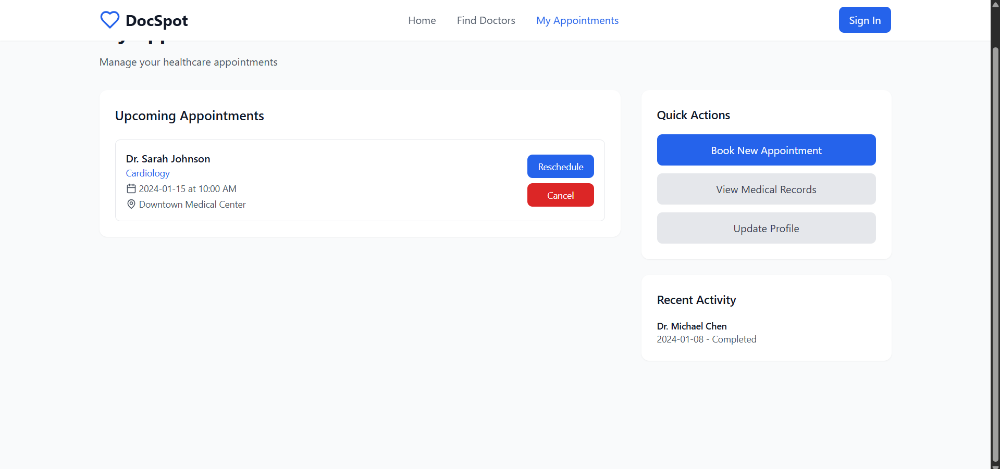 DocSpot
Home
Find Doctors
My Appointments
Sign In
Manage your healthcare appointments
Upcoming Appointments
Dr. Sarah Johnson
Cardiology
2024-01-15 at 10:00 AM
Downtown Medical Center
Reschedule
Cancel
Quick Actions
Book New Appointment
View Medical Records
Update Profile
Recent Activity
Dr. Michael Chen
2024-01-08 - Completed